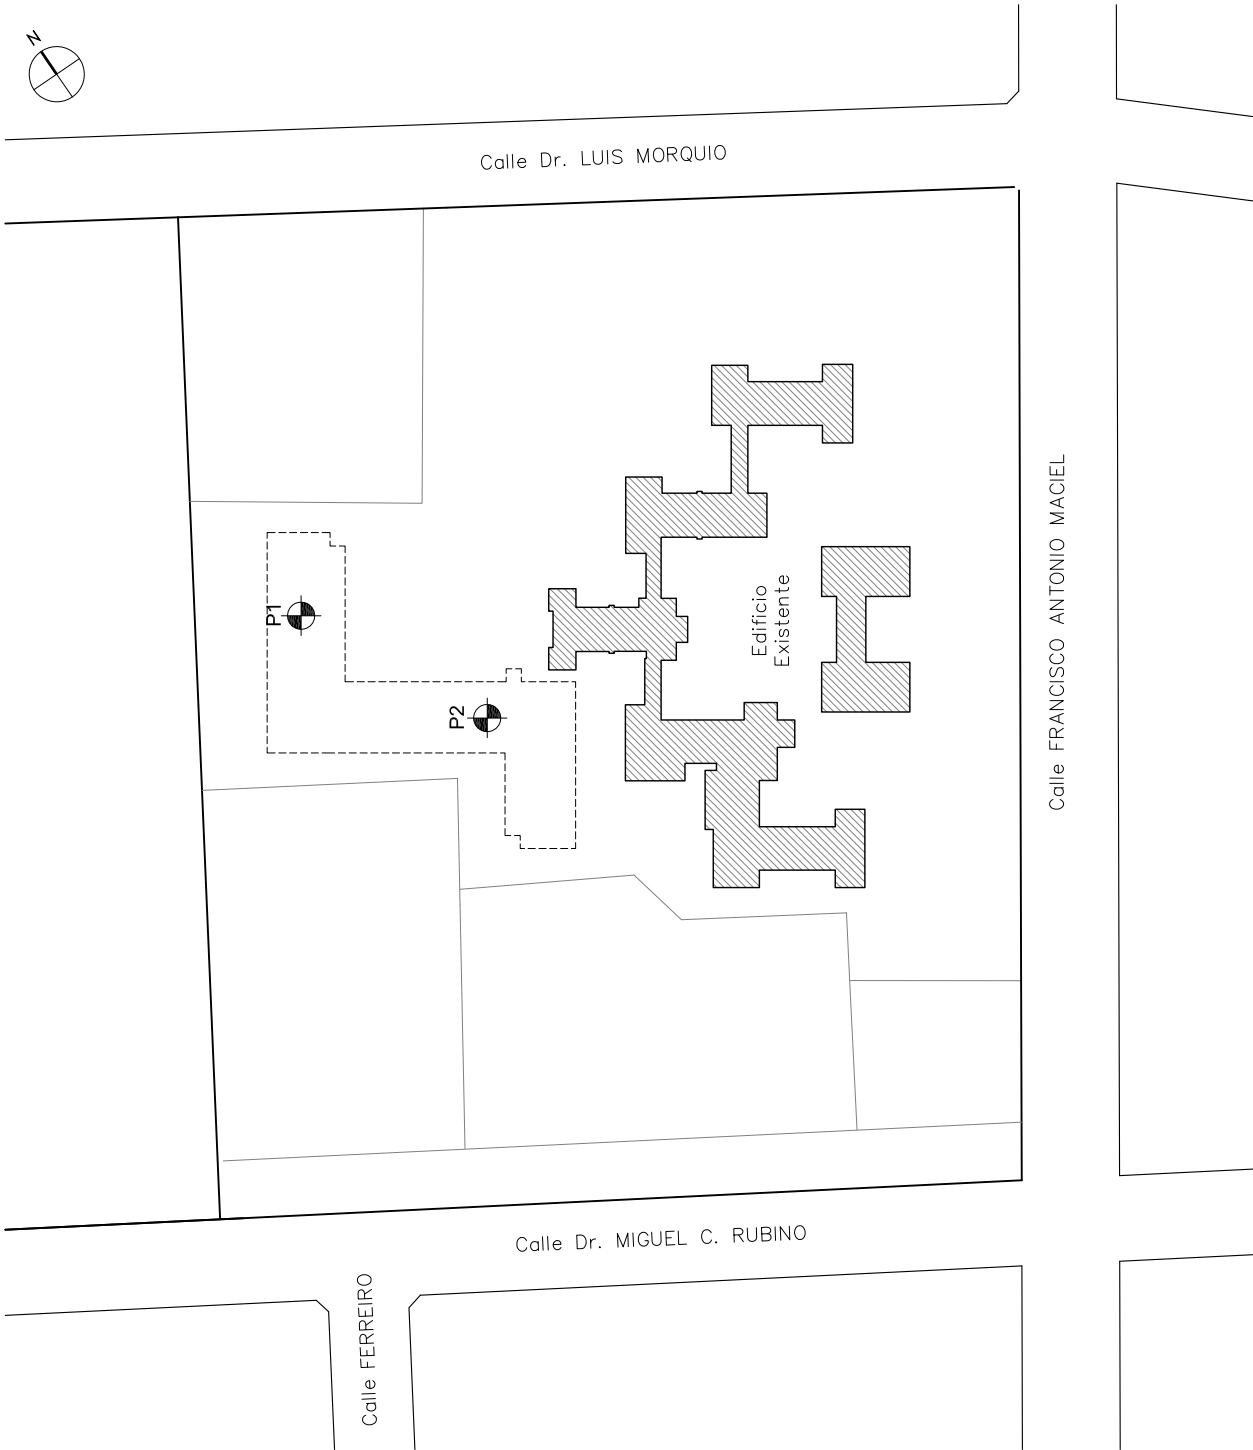 N
Calle Dr. LUIS MORQUIO
Calle FRANCISCO ANTONIO MACIEL
Edificio
Existente
P1
P2
Calle Dr. MIGUEL C. RUBINO
Calle FERREIRO